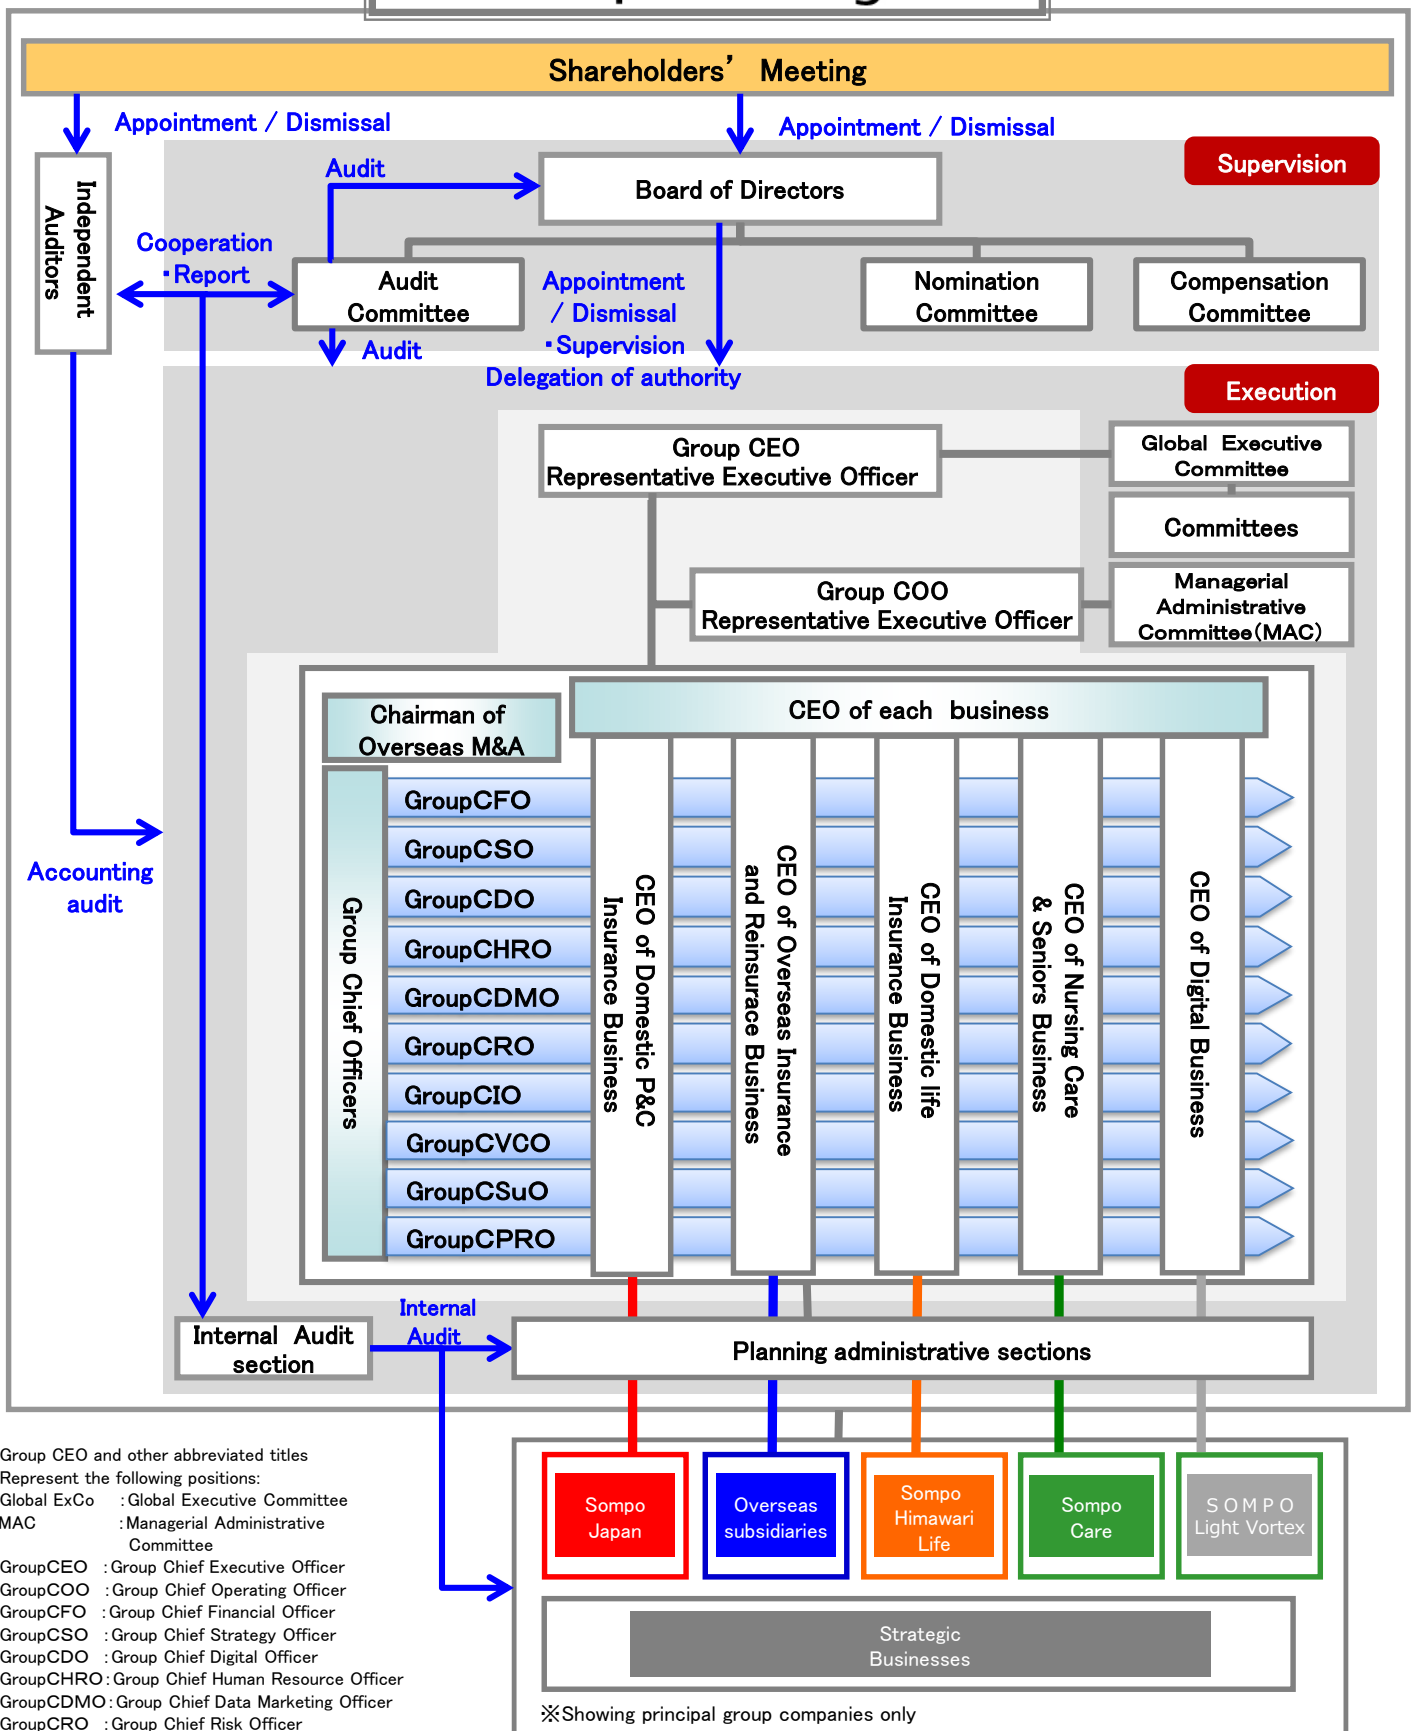 Shareholders’ Meeting
Appointment / Dismissal
Appointment / Dismissal
Supervision
Independent
Auditors
Audit
Board of Directors
Cooperation
・Report
Audit
Committee
Appointment
/ Dismissal
・Supervision
Nomination
Committee
Compensation
Committee
Audit
Delegation of authority
Execution
Group CEO
Representative Executive Officer
Global Executive
Committee
Committees
Group COO
Representative Executive Officer
Managerial
Administrative
Committee(MAC)
Chairman of
Overseas M&A
CEO of each business
Group Chief Officers
GroupCFO
GroupCSO
GroupCDO
GroupCHRO
GroupCDMO
GroupCRO
GroupCIO
GroupCVCO
GroupCSuO
GroupCPRO
CEO of Domestic P&C
Insurance Business
CEO of Overseas Insurance
and Reinsurace Business
CEO of Domestic life
Insurance Business
CEO of Nursing Care
& Seniors Business
CEO of Digital Business
Accounting
audit
Internal Audit
section
Internal
Audit
Planning administrative sections
Sompo
Japan
Overseas
subsidiaries
Sompo
Himawari
Life
Sompo
Care
SOMPO
Light Vortex
Strategic
Businesses
※Showing principal group companies only
Group CEO and other abbreviated titles
Represent the following positions:
Global ExCo :Global Executive Committee
MAC :Managerial Administrative
Committee
GroupCEO :Group Chief Executive Officer
GroupCOO :Group Chief Operating Officer
GroupCFO :Group Chief Financial Officer
GroupCSO :Group Chief Strategy Officer
GroupCDO :Group Chief Digital Officer
GroupCHRO:Group Chief Human Resource Officer
GroupCDMO:Group Chief Data Marketing Officer
GroupCRO :Group Chief Risk Officer